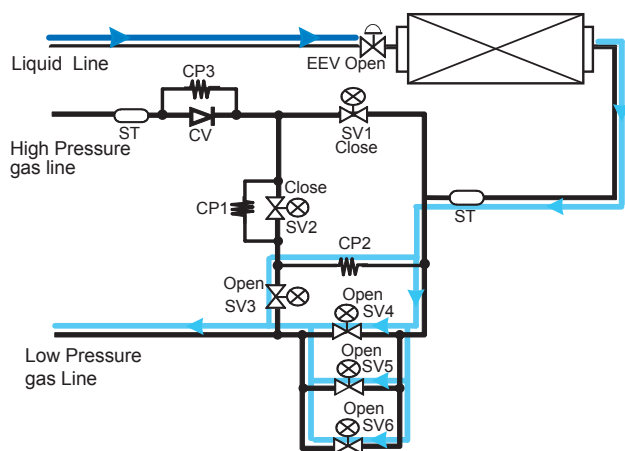 Liquid Line
EEV Open
CP3
ST
CV
SV1
Close
High Pressure
gas line
Close
CP1
SV2
ST
CP2
Open
SV3
Open
SV4
Low Pressure
gas Line
Open
SV5
Open
SV6